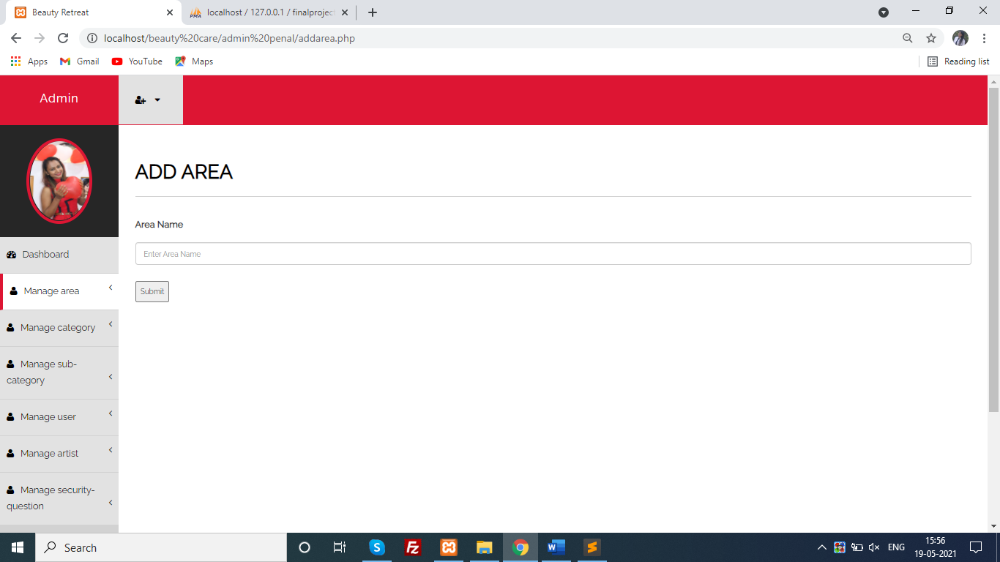 Beauty Retreat
localhost / 127.0.0.1 / finalproject
localhost/beauty%20care/admin%20penal/addarea.php
Apps
Gmail
YouTube
Maps
Reading list
Admin
ADD AREA
Area Name
Enter Area Name
Submit
Dashboard
Manage area
Manage category
Manage sub-
category
Manage user
Manage artist
Manage security-
question
Search
ENG
15:56
19-05-2021